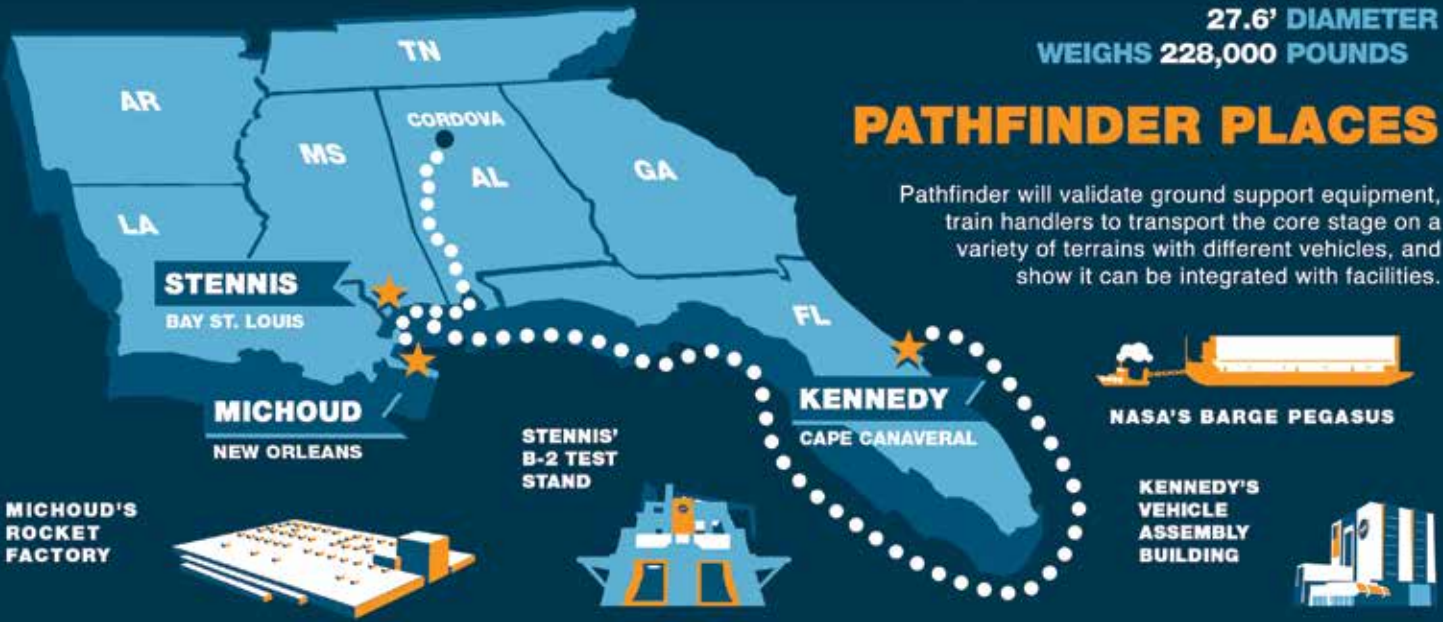 27.6' DIAMETER
WEIGHS 228,000 POUNDS
PATHFINDER PLACES
Pathfinder will validate ground support equipment,
train handlers to transport the core stage on a
variety of terrains with different vehicles, and
show it can be integrated with facilities.
TN
AR
CORDOVA
MS
AL
GA
LA
STENNIS
BAY ST. LOUIS
FL
MICHOUD
NEW ORLEANS
KENNEDY
CAPE CANAVERAL
NASA'S BARGE PEGASUS
MICHOUD'S
ROCKET
FACTORY
STENNIS'
B-2 TEST
STAND
KENNEDY'S
VEHICLE
ASSEMBLY
BUILDING